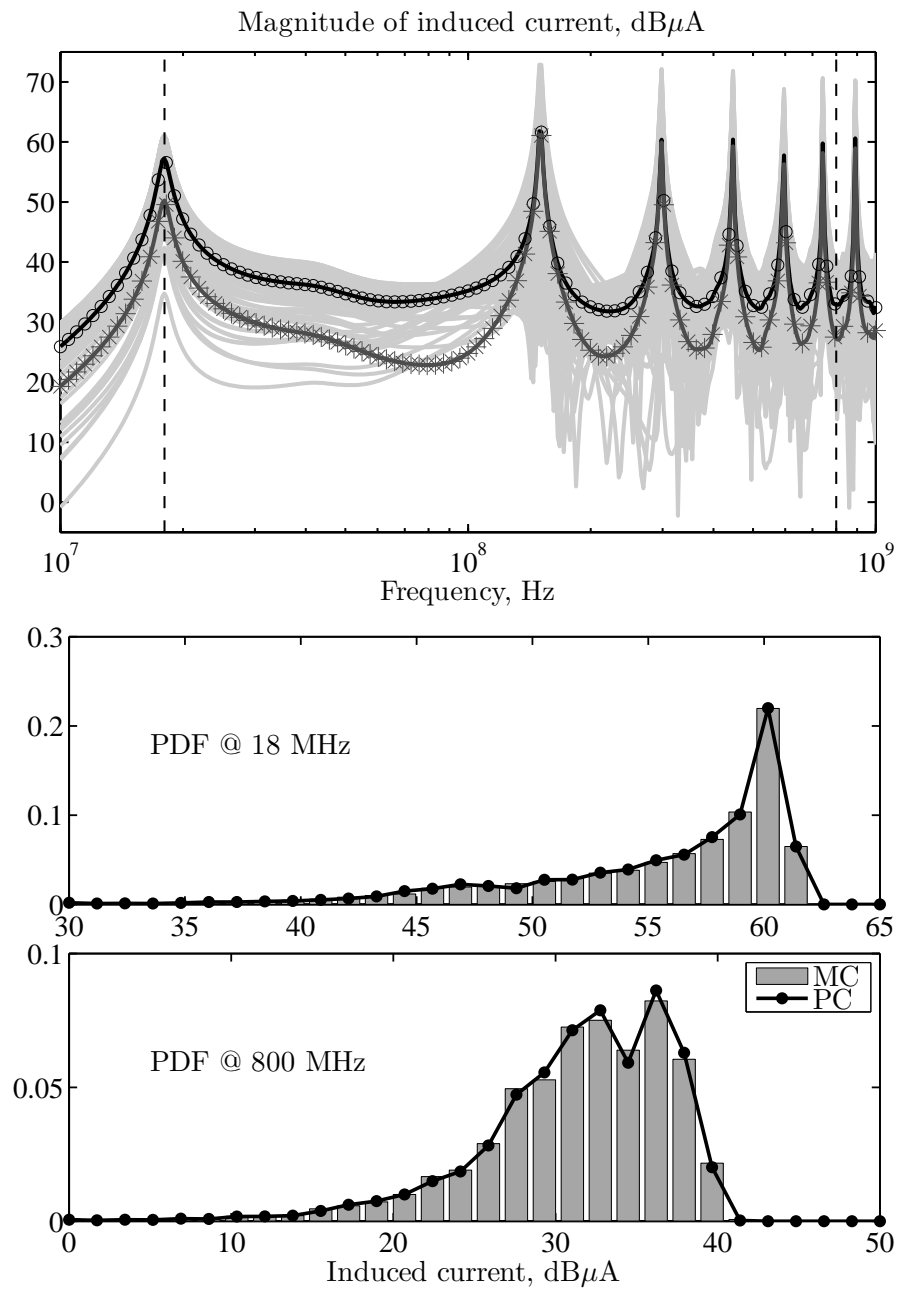 Magnitude of induced current, dBμA
70
60
50
40
30
20
10
0
10^7
10^8
10^9
Frequency, Hz
0.3
0.2
0.1
0
PDF @ 18 MHz
30 35 40 45 50 55 60 65
0.1
0.05
0
PDF @ 800 MHz
MC
PC
0 10 20 30 40 50
Induced current, dBμA